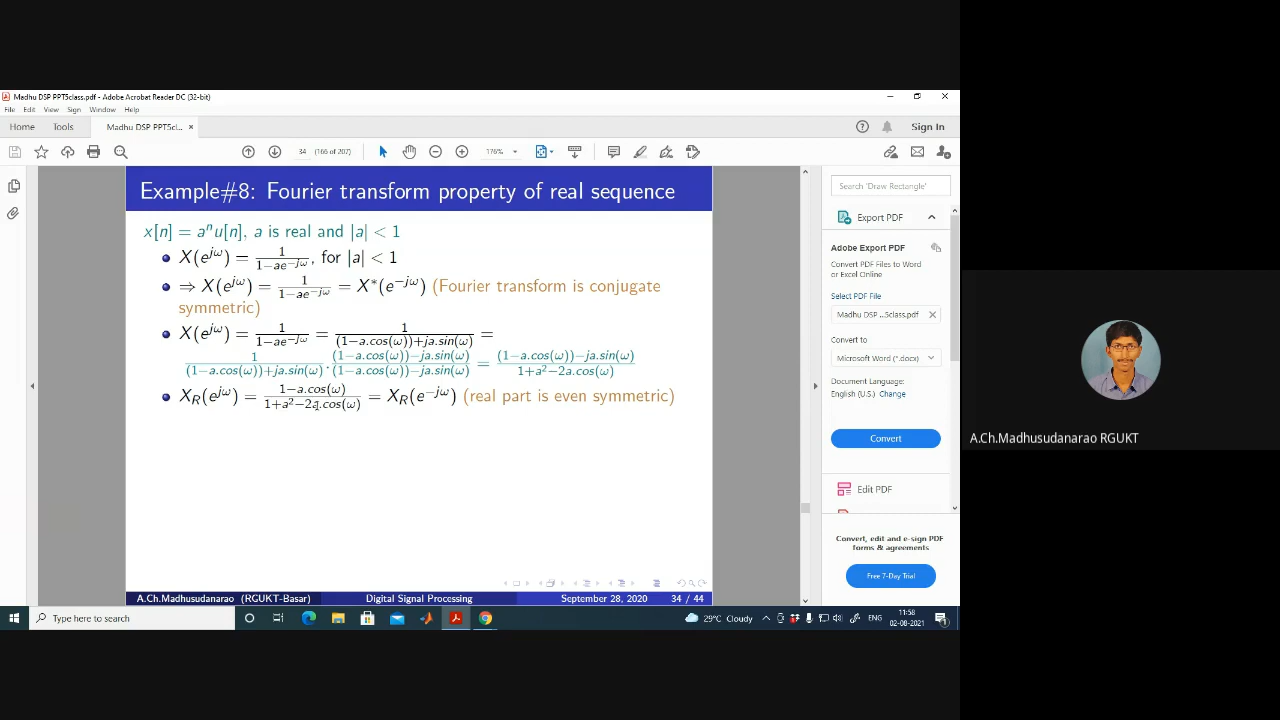 Madhu DSP PPT5class.pdf - Adobe Acrobat Reader DC (32-bit)
File Edit View Sign Window Help
Home Tools Madhu DSP PPT5cl... × Sign In
34 (166 of 207) 176%
Example#8: Fourier transform property of real sequence
x[n] = aⁿu[n], a is real and |a| < 1
X(e^{jω}) = 1/(1−ae^{−jω}), for |a| < 1
⇒ X(e^{jω}) = 1/(1−ae^{−jω}) = X*(e^{−jω}) (Fourier transform is conjugate
symmetric)
X(e^{jω}) = 1/(1−ae^{−jω}) = 1/((1−a.cos(ω))+ja.sin(ω)) =
1/((1−a.cos(ω))+ja.sin(ω)) · ((1−a.cos(ω))−ja.sin(ω))/((1−a.cos(ω))−ja.sin(ω)) = ((1−a.cos(ω))−ja.sin(ω))/(1+a²−2a.cos(ω))
X_R(e^{jω}) = (1−a.cos(ω))/(1+a²−2a.cos(ω)) = X_R(e^{−jω}) (real part is even symmetric)
A.Ch.Madhusudanarao (RGUKT-Basar) Digital Signal Processing September 28, 2020 34 / 44
Search "Draw Rectangle"
Export PDF
Adobe Export PDF
Convert PDF Files to Word
or Excel Online
Select PDF File
Madhu DSP ...5class.pdf ×
Convert to
Microsoft Word (*.docx)
Document Language:
English (U.S.) Change
Convert
Edit PDF
Convert, edit and e-sign PDF
forms & agreements
Free 7-Day Trial
Type here to search
29°C Cloudy ENG 11:58
02-08-2021
A.Ch.Madhusudanarao RGUKT